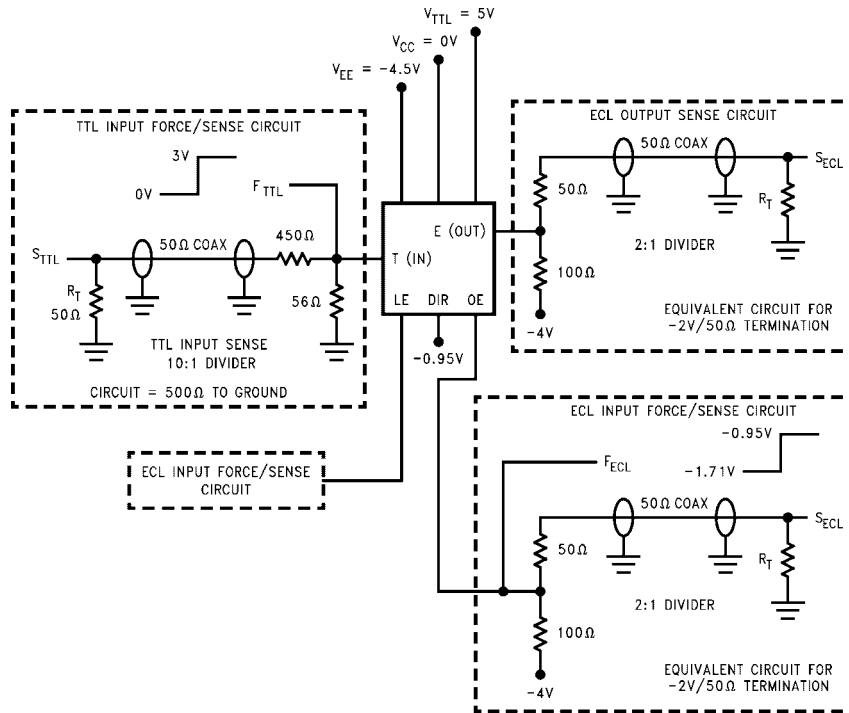 V_TTL = 5V
V_CC = 0V
V_EE = -4.5V
TTL INPUT FORCE/SENSE CIRCUIT
3V
0V
F_TTL
S_TTL
50Ω COAX
450Ω
R_T
50Ω
56Ω
TTL INPUT SENSE
10:1 DIVIDER
CIRCUIT = 500Ω TO GROUND
E (OUT)
T (IN)
LE DIR OE
-0.95V
ECL OUTPUT SENSE CIRCUIT
50Ω COAX
S_ECL
50Ω
R_T
2:1 DIVIDER
100Ω
-4V
EQUIVALENT CIRCUIT FOR
-2V/50Ω TERMINATION
ECL INPUT FORCE/SENSE
CIRCUIT
ECL INPUT FORCE/SENSE CIRCUIT
-0.95V
-1.71V
F_ECL
50Ω COAX
S_ECL
50Ω
R_T
2:1 DIVIDER
100Ω
-4V
EQUIVALENT CIRCUIT FOR
-2V/50Ω TERMINATION